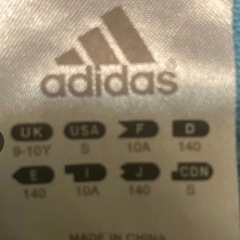 adidas®
UK USA F D
9-10Y S 10A 140
E I J CDN
140 10A 140 S
MADE IN CHINA